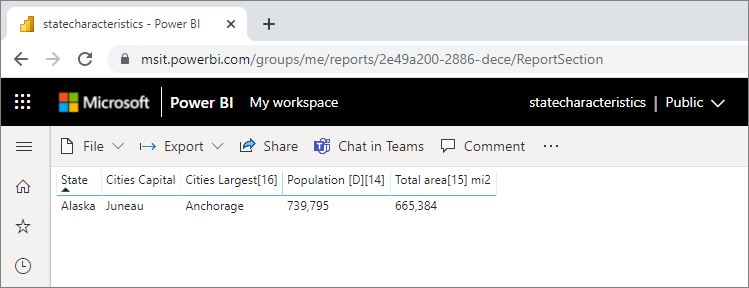 statecharacteristics - Power BI
msit.powerbi.com/groups/me/reports/2e49a200-2886-dece/ReportSection
Microsoft Power BI My workspace statecharacteristics | Public
File Export Share Chat in Teams Comment ...
State Cities Capital Cities Largest[16] Population [D][14] Total area[15] mi2
Alaska Juneau Anchorage 739,795 665,384